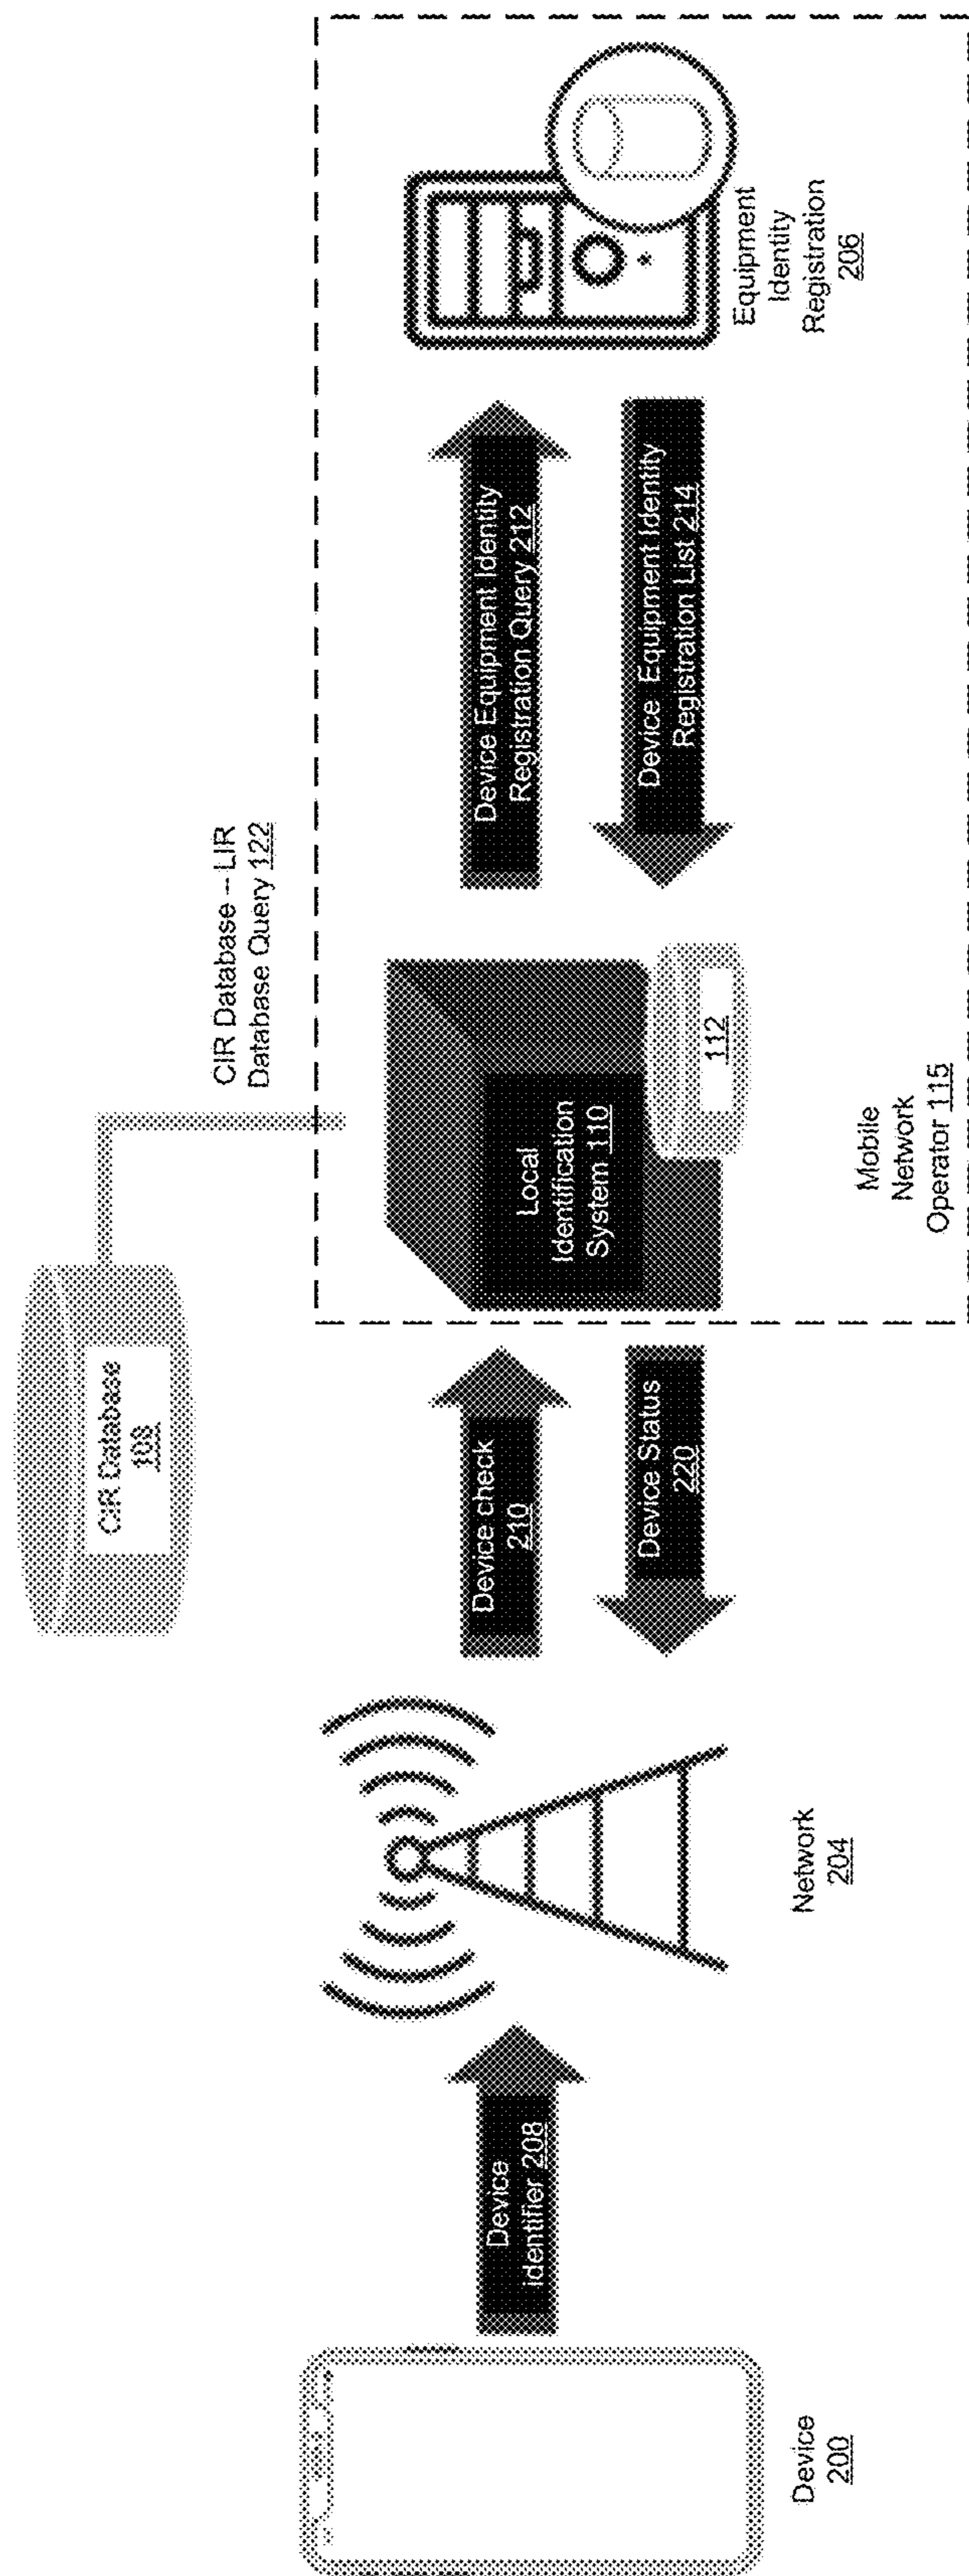 CIR Database
108
CIR Database – LIR
Database Query 122
Device
identifier 208
Device check
210
Device Status
220
Local
Identification
System 110
112
Device Equipment Identity
Registration Query 212
Device Equipment Identity
Registration List 214
Device
200
Network
204
Mobile
Network
Operator 115
Equipment
Identity
Registration
206